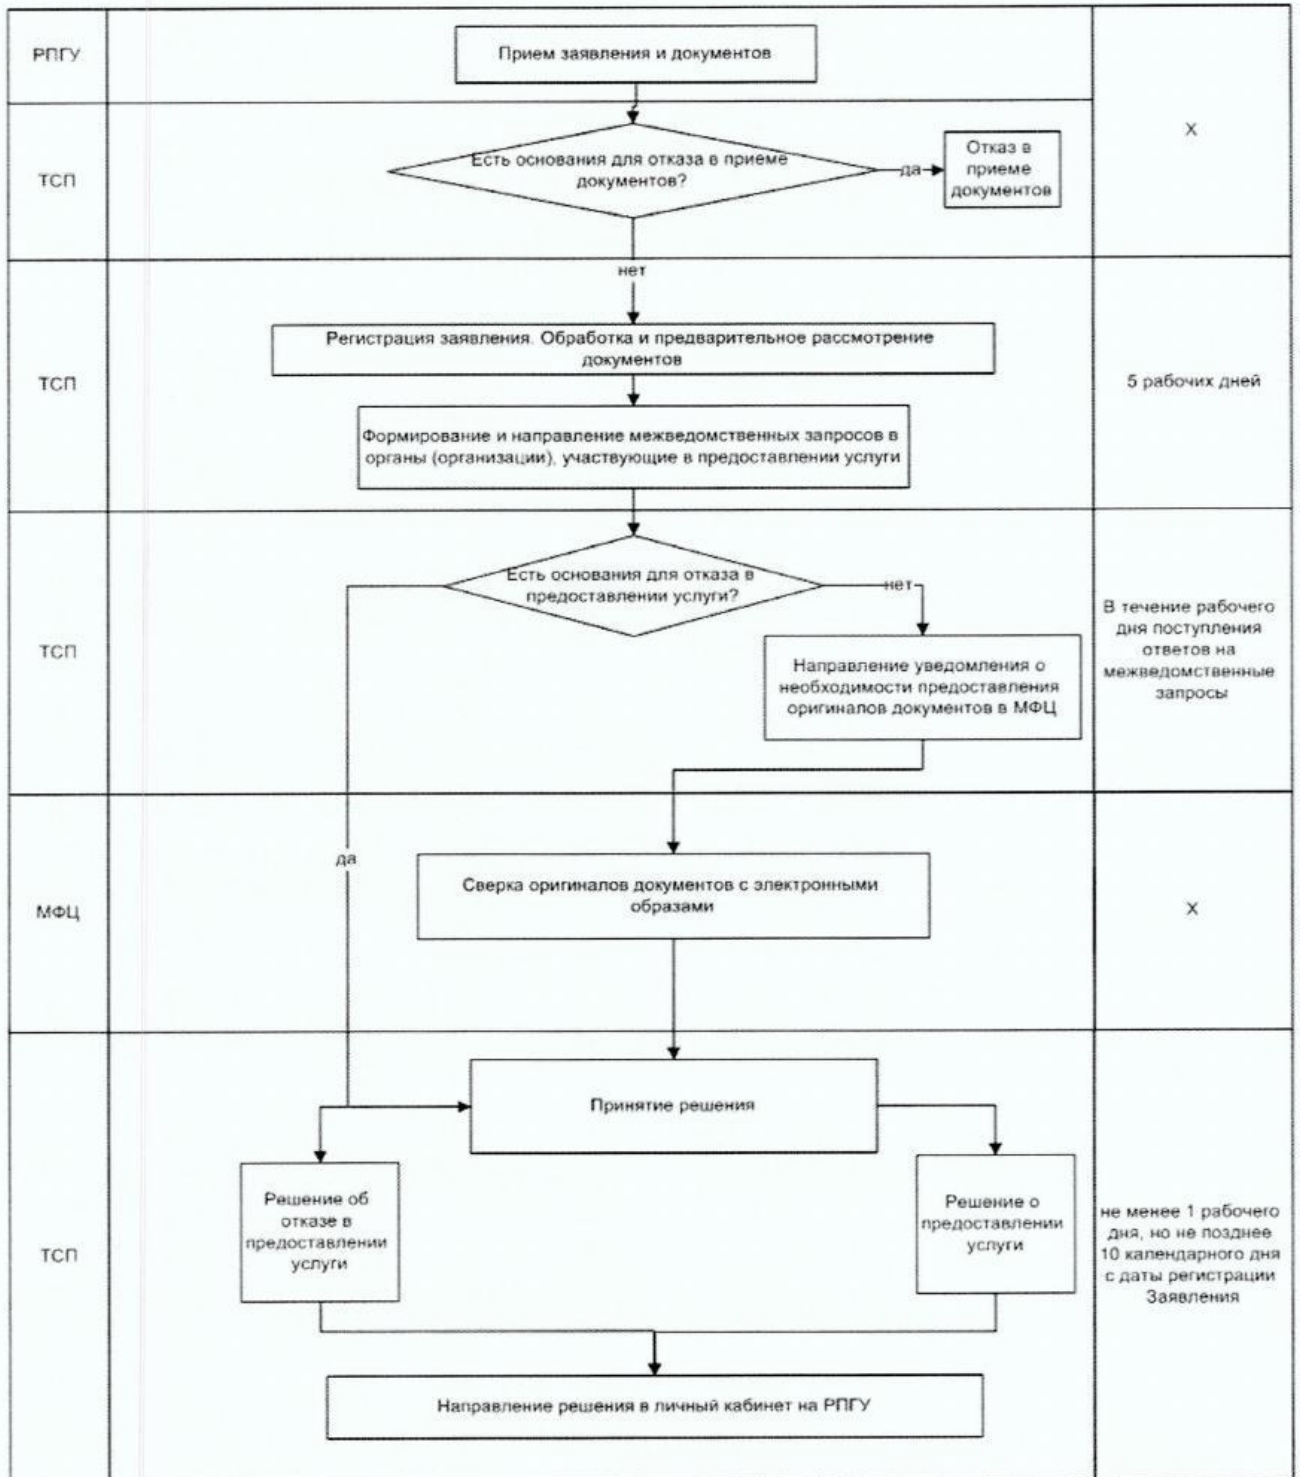 РПГУ
Прием заявления и документов
Х
ТСП
Есть основания для отказа в приеме
документов?
да
Отказ в
приеме
документов
нет
ТСП
Регистрация заявления. Обработка и предварительное рассмотрение
документов
Формирование и направление межведомственных запросов в
органы (организации), участвующие в предоставлении услуги
5 рабочих дней
ТСП
Есть основания для отказа в
предоставлении услуги?
нет
Направление уведомления о
необходимости предоставления
оригиналов документов в МФЦ
В течение рабочего
дня поступления
ответов на
межведомственные
запросы
да
МФЦ
Сверка оригиналов документов с электронными
образами
Х
ТСП
Принятие решения
Решение об
отказе в
предоставлении
услуги
Решение о
предоставлении
услуги
не менее 1 рабочего
дня, но не позднее
10 календарного дня
с даты регистрации
Заявления
Направление решения в личный кабинет на РПГУ